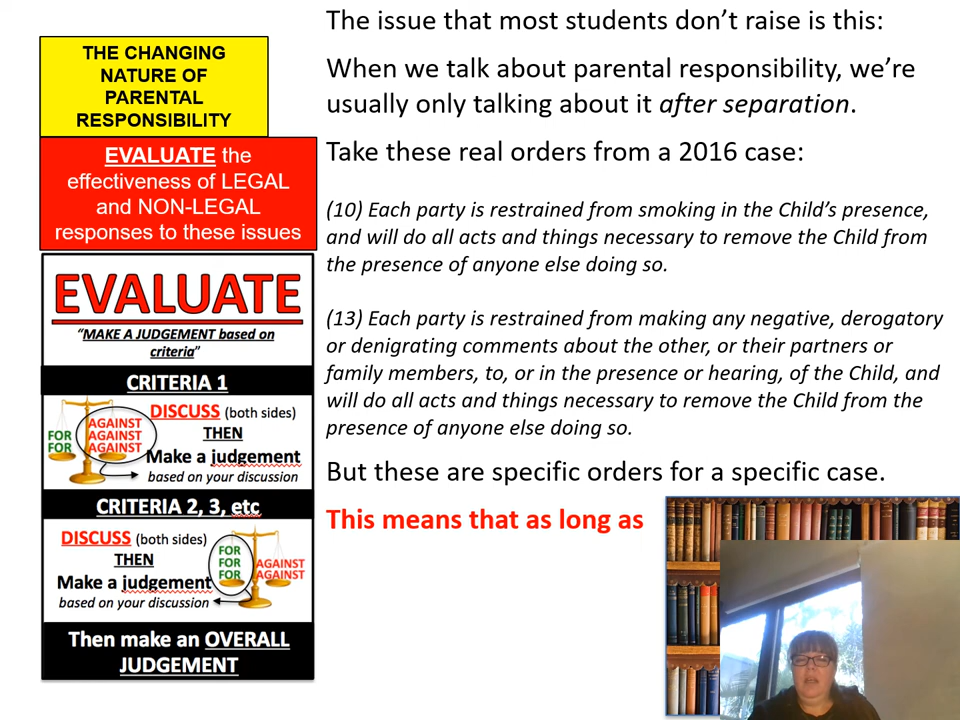 THE CHANGING
NATURE OF
PARENTAL
RESPONSIBILITY
EVALUATE the
effectiveness of LEGAL
and NON-LEGAL
responses to these issues
EVALUATE
“MAKE A JUDGEMENT based on
criteria”
CRITERIA 1
DISCUSS (both sides)
THEN
Make a judgement
based on your discussion
FOR
FOR
AGAINST
AGAINST
AGAINST
CRITERIA 2, 3, etc
DISCUSS (both sides)
THEN
Make a judgement
based on your discussion
FOR
FOR
FOR
AGAINST
AGAINST
Then make an OVERALL
JUDGEMENT
The issue that most students don’t raise is this:
When we talk about parental responsibility, we’re
usually only talking about it after separation.
Take these real orders from a 2016 case:
(10) Each party is restrained from smoking in the Child’s presence,
and will do all acts and things necessary to remove the Child from
the presence of anyone else doing so.
(13) Each party is restrained from making any negative, derogatory
or denigrating comments about the other, or their partners or
family members, to, or in the presence or hearing, of the Child, and
will do all acts and things necessary to remove the Child from the
presence of anyone else doing so.
But these are specific orders for a specific case.
This means that as long as